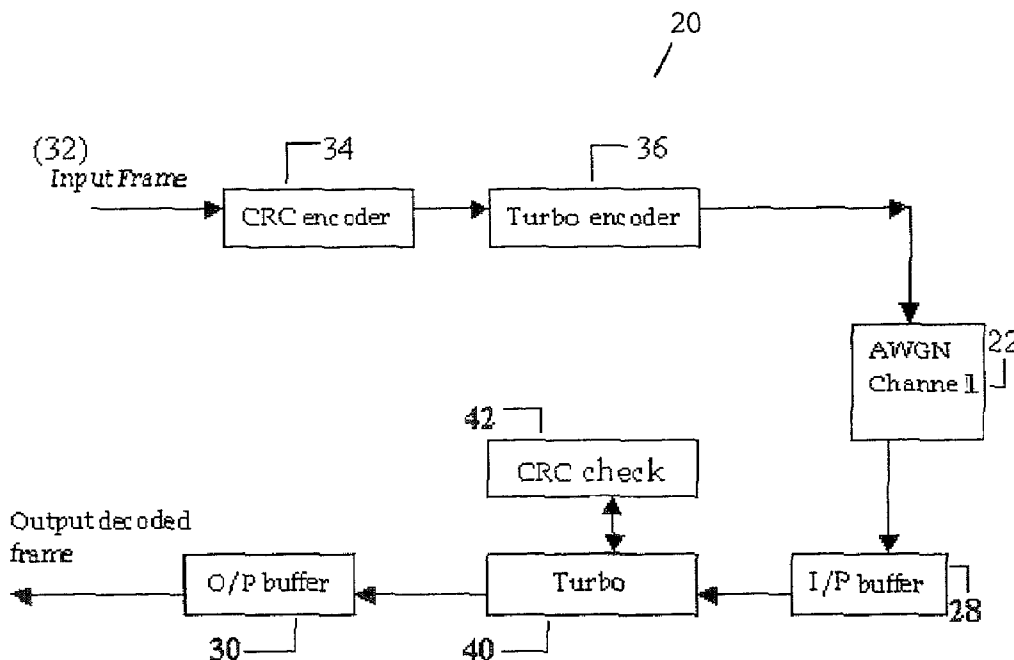 20
(32)
Input Frame
34
CRC encoder
36
Turbo encoder
AWGN
Channel
22
42
CRC check
Output decoded
frame
O/P buffer
30
Turbo
40
I/P buffer
28